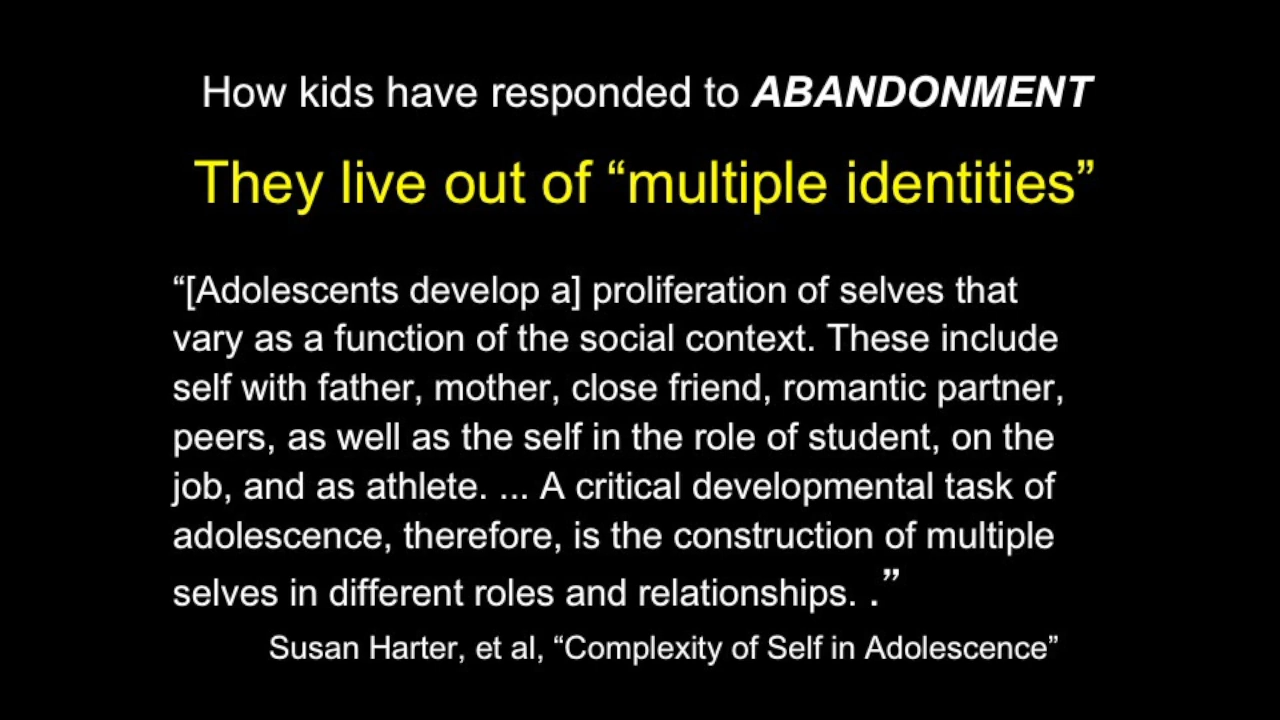 How kids have responded to ABANDONMENT
They live out of “multiple identities”
“[Adolescents develop a] proliferation of selves that
vary as a function of the social context. These include
self with father, mother, close friend, romantic partner,
peers, as well as the self in the role of student, on the
job, and as athlete. ... A critical developmental task of
adolescence, therefore, is the construction of multiple
selves in different roles and relationships. .”
Susan Harter, et al, “Complexity of Self in Adolescence”